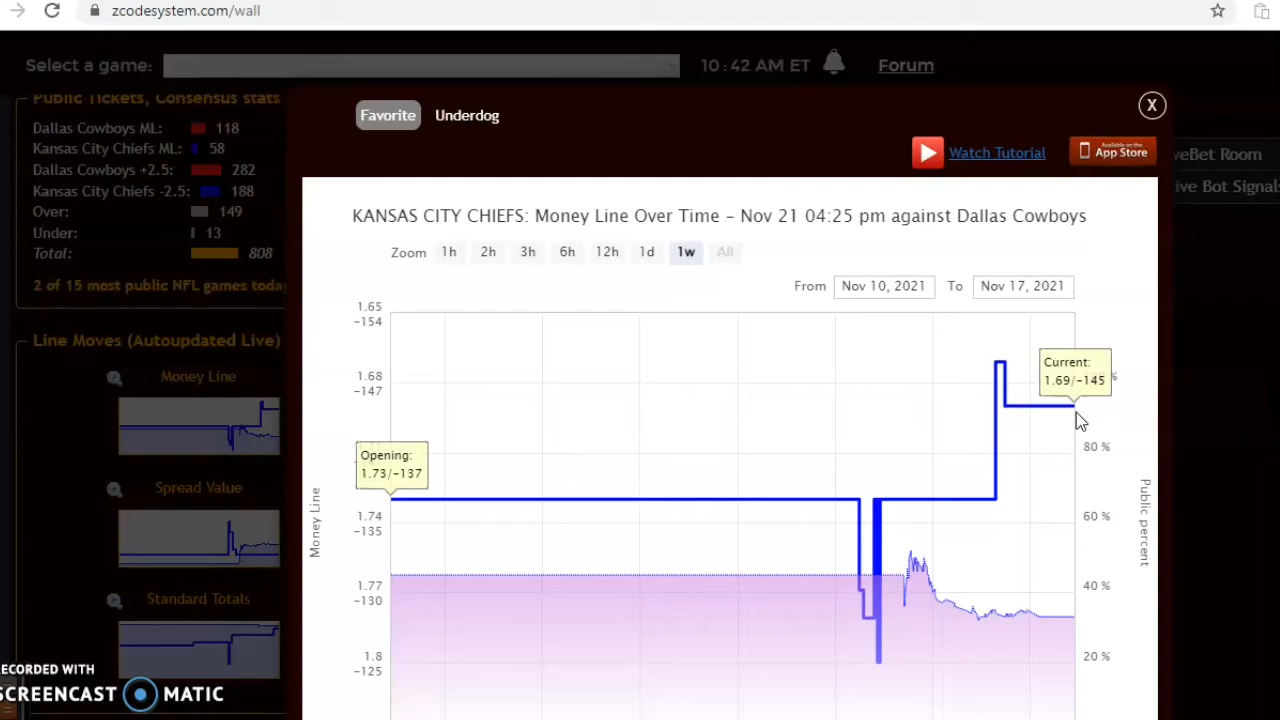 zcodesystem.com/wall
Select a game: 10:42 AM ET Forum
Public Tickets, Consensus stats
Dallas Cowboys ML: 118
Kansas City Chiefs ML: 58
Dallas Cowboys +2.5: 282
Kansas City Chiefs -2.5: 188
Over: 149
Under: 13
Total: 808
2 of 15 most public NFL games today
Line Moves (Autoupdated Live)
Money Line
Spread Value
Standard Totals
Favorite Underdog
X
Watch Tutorial
Available on the
App Store
veBet Room
ive Bot Signals
KANSAS CITY CHIEFS: Money Line Over Time - Nov 21 04:25 pm against Dallas Cowboys
Zoom 1h 2h 3h 6h 12h 1d 1w All
From Nov 10, 2021 To Nov 17, 2021
1.65
-154
1.68
-147
1.74
-135
1.77
-130
1.8
-125
Money Line
Opening:
1.73/-137
Current:
1.69/-145
%
80 %
60 %
40 %
20 %
Public percent
RECORDED WITH
SCREENCAST MATIC